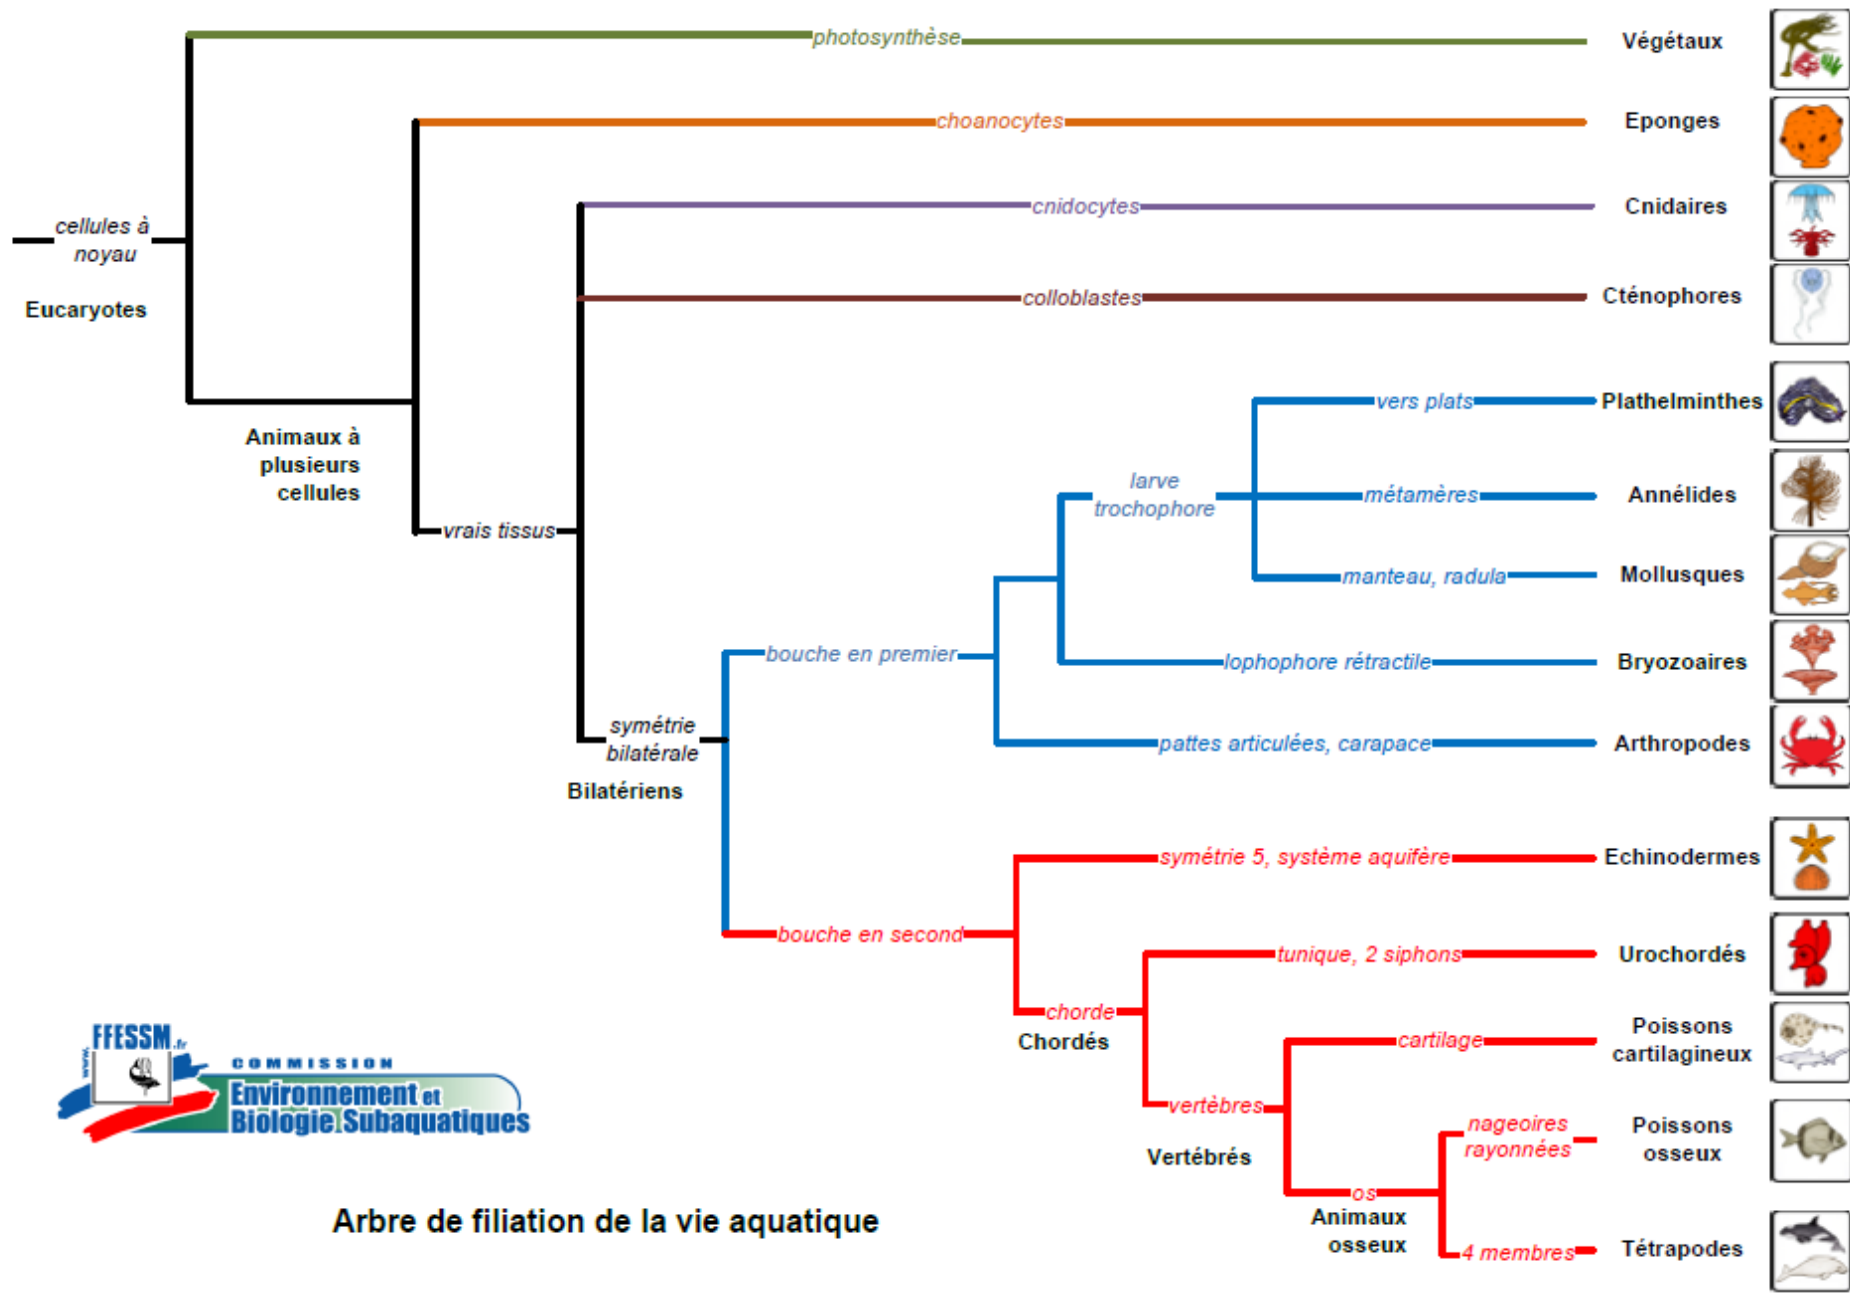 photosynthèse
Végétaux
choanocytes
Eponges
cnidocytes
Cnidaires
cellules à
noyau
Eucaryotes
colloblastes
Cténophores
vers plats
Plathelminthes
Animaux à
plusieurs
cellules
larve
trochophore
métamères
Annélides
vrais tissus
manteau, radula
Mollusques
bouche en premier
lophophore rétractile
Bryozoaires
symétrie
bilatérale
Bilatériens
pattes articulées, carapace
Arthropodes
symétrie 5, système aquifère
Echinodermes
bouche en second
tunique, 2 siphons
Urochordés
chorde
Chordés
cartilage
Poissons
cartilagineux
vertèbres
Vertébrés
nageoires
rayonnées
Poissons
osseux
os
Animaux
osseux
4 membres
Tétrapodes
www.
FFESSM.fr
COMMISSION
Environnement et
Biologie Subaquatiques
Arbre de filiation de la vie aquatique